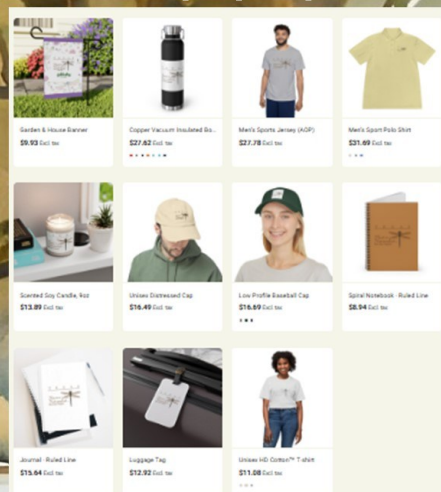 Garden & House Banner
$9.93 Excl. tax
Copper Vacuum Insulated Bo...
$27.62 Excl. tax
Men's Sports Jersey (AOP)
$27.78 Excl. tax
Men's Sport Polo Shirt
$31.69 Excl. tax
Scented Soy Candle, 9oz
$13.89 Excl. tax
Unisex Distressed Cap
$16.49 Excl. tax
Low Profile Baseball Cap
$16.69 Excl. tax
Spiral Notebook - Ruled Line
$8.94 Excl. tax
Journal - Ruled Line
$15.64 Excl. tax
Luggage Tag
$12.92 Excl. tax
Unisex HD Cotton™ T-shirt
$11.08 Excl. tax